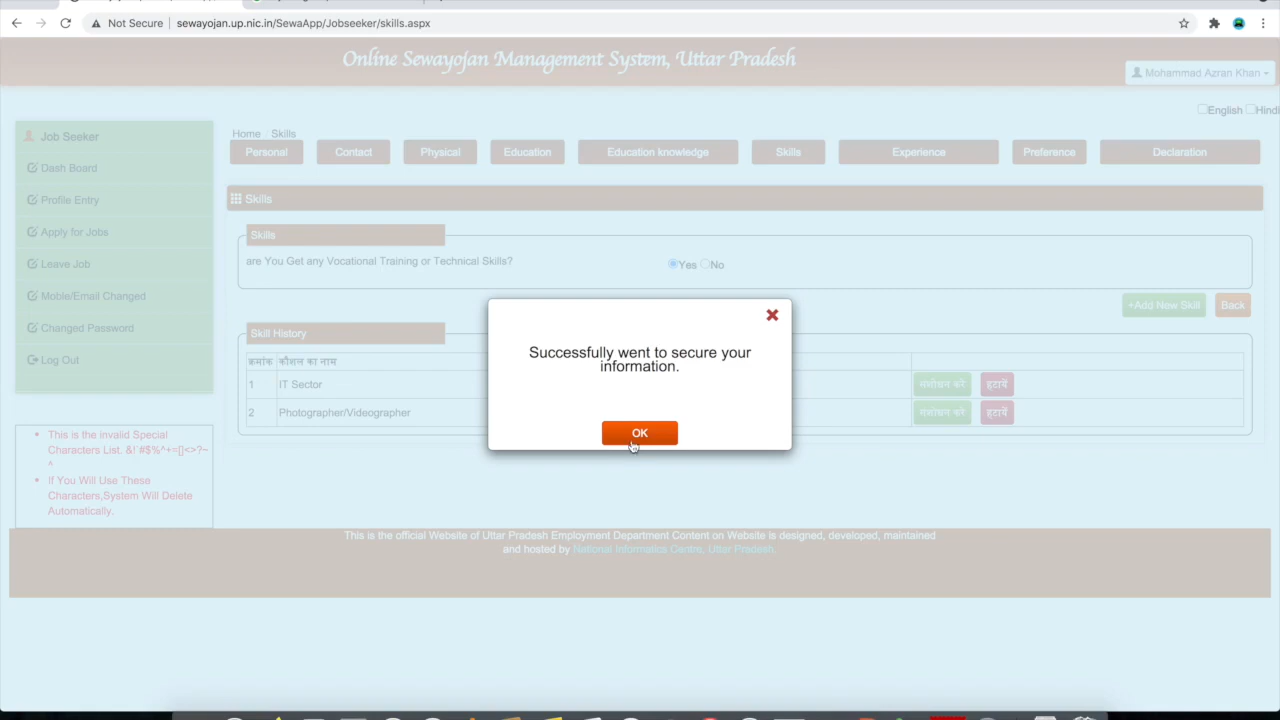 Not Secure | sewayojan.up.nic.in/SewaApp/Jobseeker/skills.aspx
Online Sewayojan Management System, Uttar Pradesh
Mohammad Azran Khan
English Hindi
Job Seeker
Dash Board
Profile Entry
Apply for Jobs
Leave Job
Moble/Email Changed
Changed Password
Log Out
This is the invalid Special
Characters List. &!`#$%^+=[]<>?~
^
If You Will Use These
Characters,System Will Delete
Automatically.
Home / Skills
Personal Contact Physical Education Education knowledge Skills Experience Preference Declaration
Skills
Skills
are You Get any Vocational Training or Technical Skills? Yes No
+Add New Skill Back
Skill History
क्रमांक कौशल का नाम
1 IT Sector संशोधन करे हटायें
2 Photographer/Videographer संशोधन करे हटायें
Successfully went to secure your
information.
OK
This is the official Website of Uttar Pradesh Employment Department Content on Website is designed, developed, maintained
and hosted by National Informatics Centre, Uttar Pradesh.